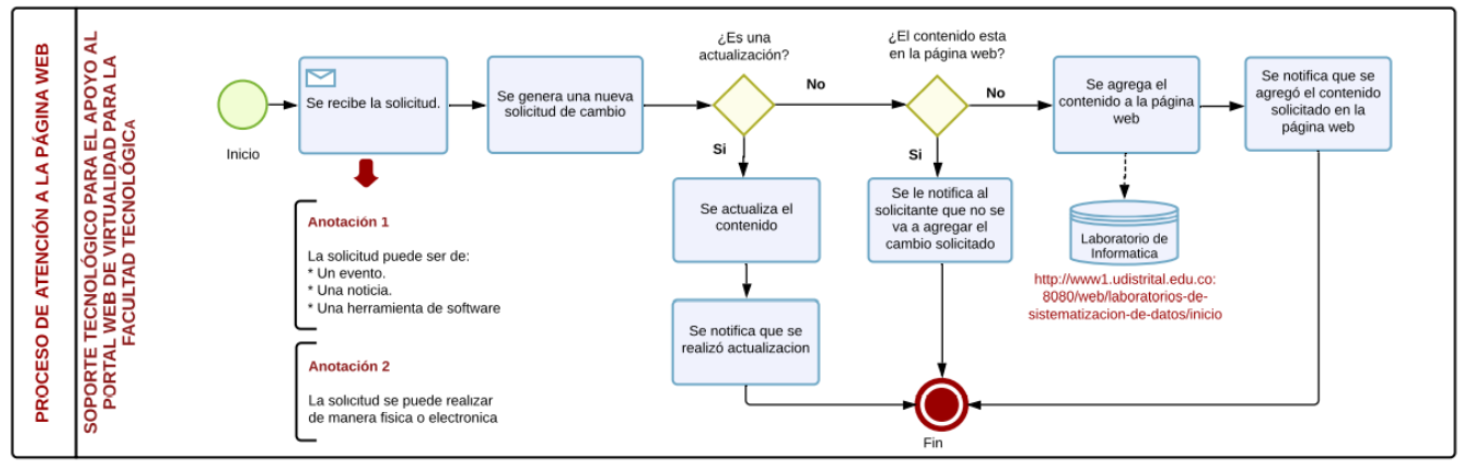 PROCESO DE ATENCIÓN A LA PÁGINA WEB
SOPORTE TECNOLÓGICO PARA EL APOYO AL
PORTAL WEB DE VIRTUALIDAD PARA LA
FACULTAD TECNOLÓGICA
Inicio
Se recibe la solicitud.
Se genera una nueva
solicitud de cambio
¿Es una
actualización?
No
Si
¿El contenido esta
en la página web?
No
Si
Se agrega el
contenido a la página
web
Se notifica que se
agregó el contenido
solicitado en la
página web
Se actualiza el
contenido
Se notifica que se
realizó actualizacion
Se le notifica al
solicitante que no se
va a agregar el
cambio solicitado
Laboratorio de
Informatica
http://www1.udistrital.edu.co:
8080/web/laboratorios-de-
sistematizacion-de-datos/inicio
Anotación 1
La solicitud puede ser de:
* Un evento.
* Una noticia.
* Una herramienta de software
Anotación 2
La solicitud se puede realizar
de manera fisica o electronica
Fin